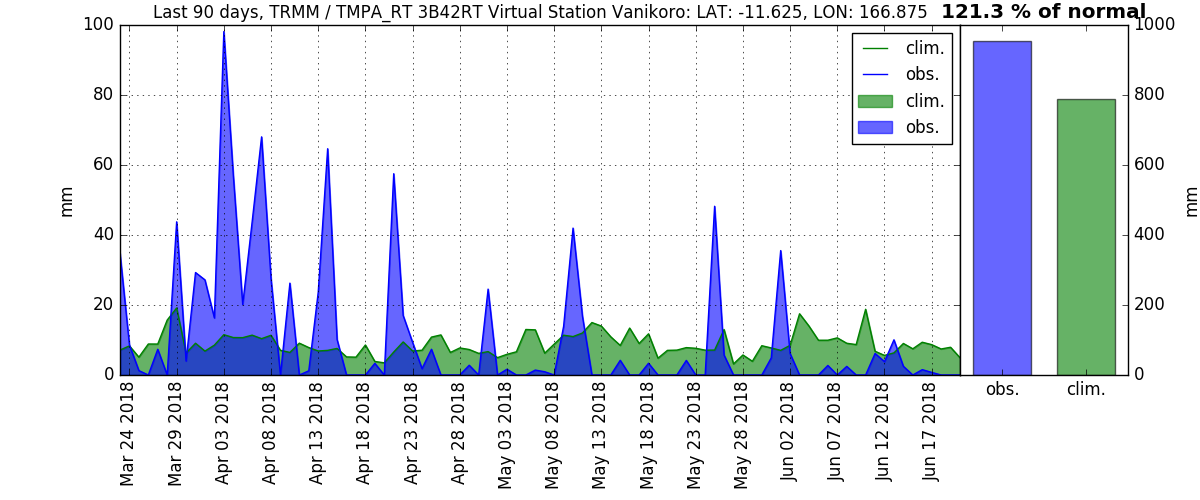 Last 90 days, TRMM / TMPA_RT 3B42RT Virtual Station Vanikoro: LAT: -11.625, LON: 166.875 121.3 % of normal
100
80
60
40
20
0
mm
clim.
obs.
clim.
obs.
1000
800
600
400
200
0
mm
Mar 24 2018
Mar 29 2018
Apr 03 2018
Apr 08 2018
Apr 13 2018
Apr 18 2018
Apr 23 2018
Apr 28 2018
May 03 2018
May 08 2018
May 13 2018
May 18 2018
May 23 2018
May 28 2018
Jun 02 2018
Jun 07 2018
Jun 12 2018
Jun 17 2018
obs.
clim.